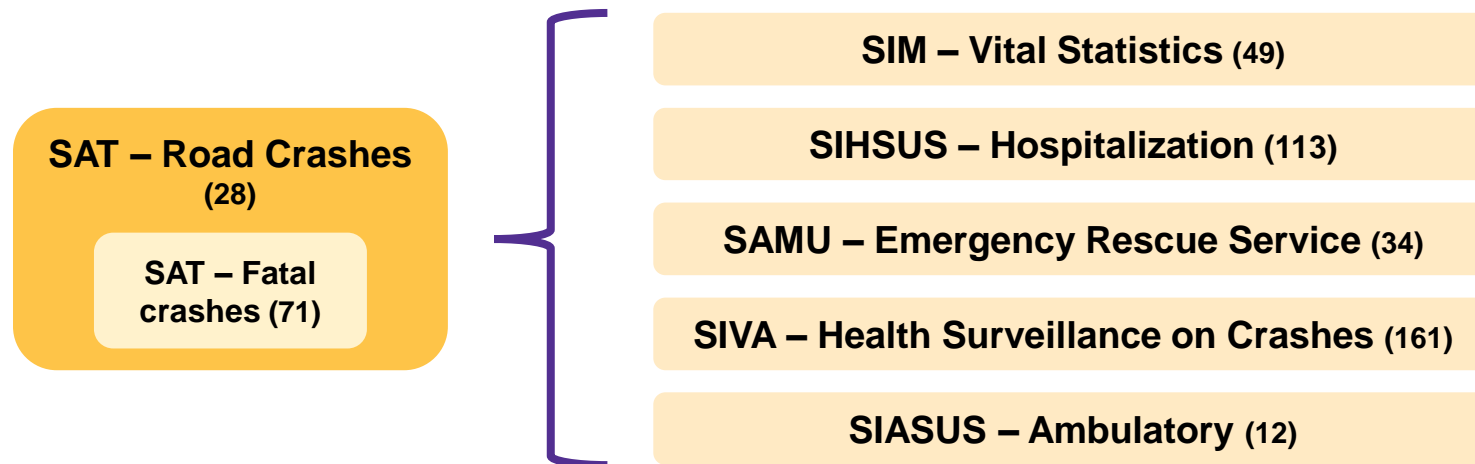 SAT – Road Crashes
(28)
SAT – Fatal
crashes (71)
SIM – Vital Statistics (49)
SIHSUS – Hospitalization (113)
SAMU – Emergency Rescue Service (34)
SIVA – Health Surveillance on Crashes (161)
SIASUS – Ambulatory (12)